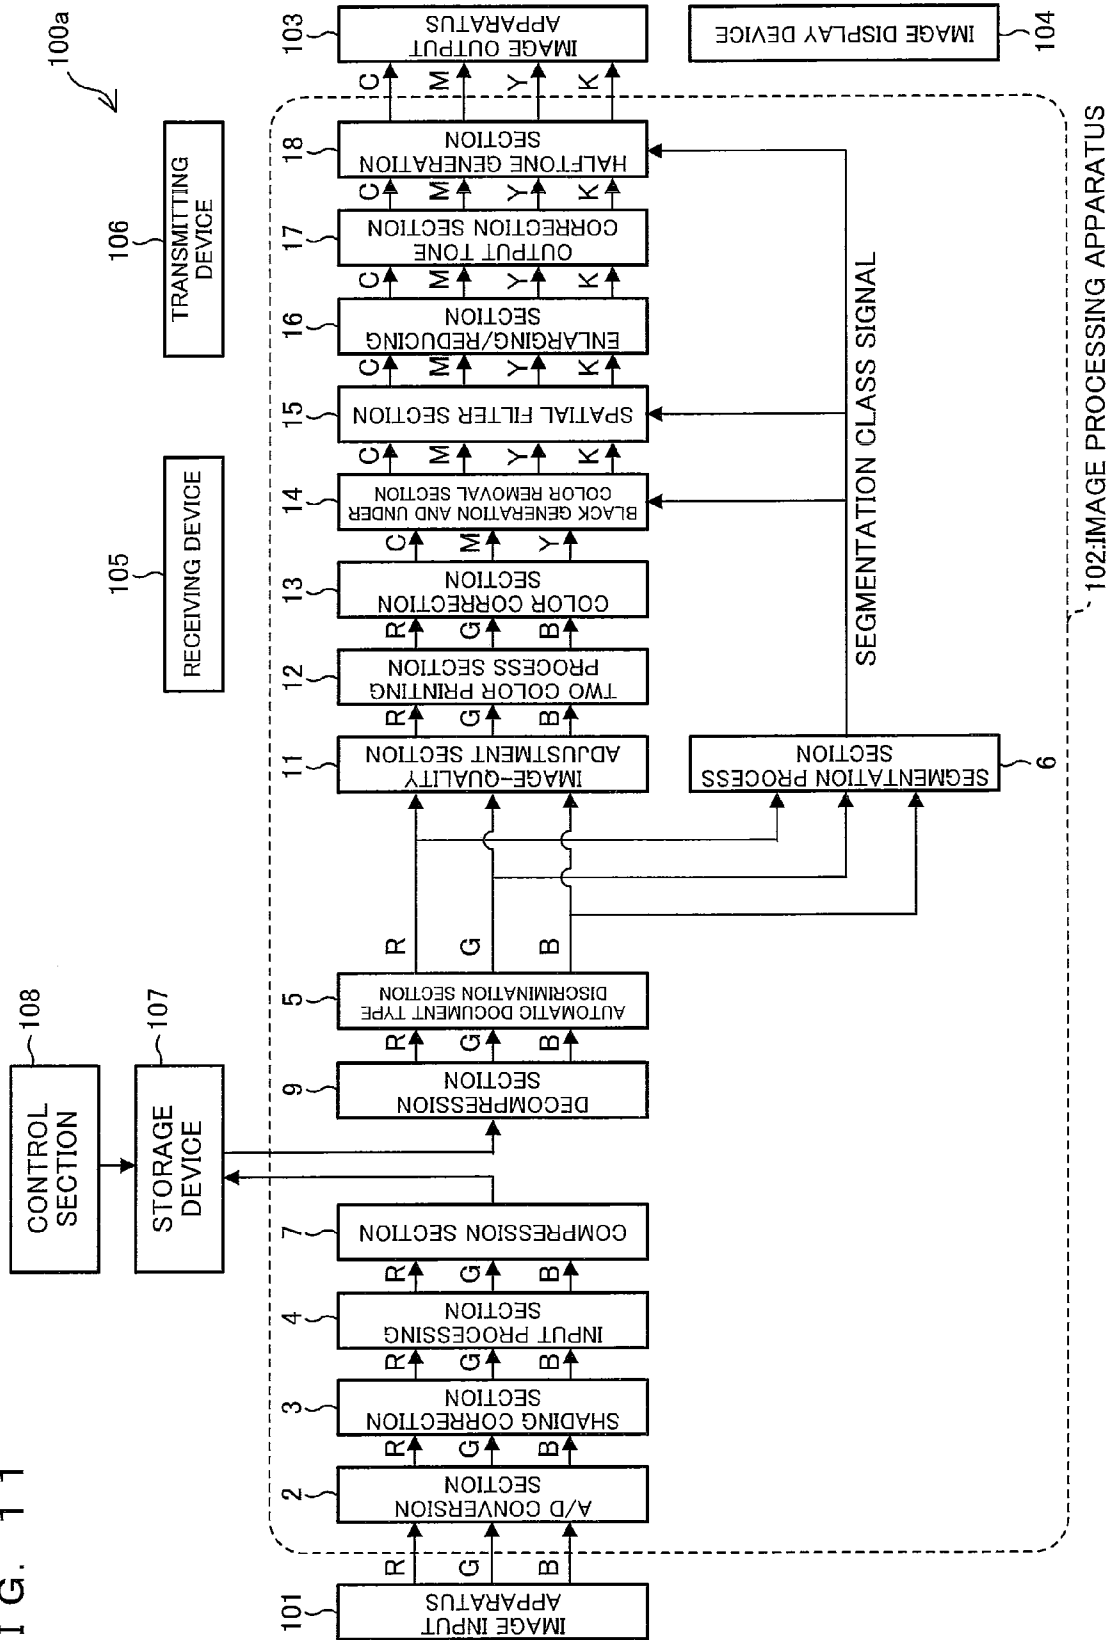 FIG. 11
100a
CONTROL
SECTION
108
STORAGE
DEVICE
107
RECEIVING DEVICE
105
TRANSMITTING
DEVICE
106
IMAGE INPUT
APPARATUS
101
R
G
B
A/D CONVERSION
SECTION
2
R
G
B
SHADING CORRECTION
SECTION
3
R
G
B
INPUT PROCESSING
SECTION
4
R
G
B
COMPRESSION SECTION
7
DECOMPRESSION
SECTION
9
R
G
B
AUTOMATIC DOCUMENT TYPE
DISCRIMINATION SECTION
5
R
G
B
IMAGE-QUALITY
ADJUSTMENT SECTION
11
R
G
B
TWO COLOR PRINTING
PROCESS SECTION
12
R
G
B
COLOR CORRECTION
SECTION
13
C
M
Y
BLACK GENERATION AND UNDER
COLOR REMOVAL SECTION
14
C
M
Y
K
SPATIAL FILTER SECTION
15
C
M
Y
K
ENLARGING/REDUCING
SECTION
16
C
M
Y
K
OUTPUT TONE
CORRECTION SECTION
17
C
M
Y
K
HALFTONE GENERATION
SECTION
18
C
M
Y
K
IMAGE OUTPUT
APPARATUS
103
SEGMENTATION PROCESS
SECTION
6
SEGMENTATION CLASS SIGNAL
IMAGE DISPLAY DEVICE
104
102:IMAGE PROCESSING APPARATUS